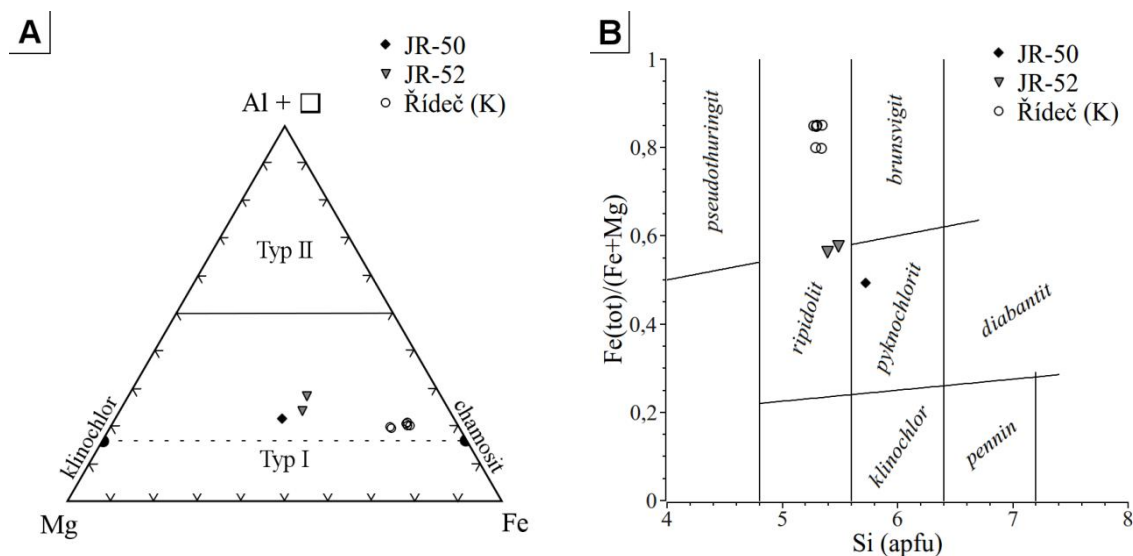 A
JR-50
JR-52
Řídeč (K)
Al + □
Typ II
Typ I
klinochlor
chamosit
Mg
Fe
B
JR-50
JR-52
Řídeč (K)
Fe(tot)/(Fe+Mg)
1
0,8
0,6
0,4
0,2
0
pseudothuringit
brunsvigit
ripidolit
pyknochlorit
diabantit
klinochlor
pennin
4
5
6
7
8
Si (apfu)